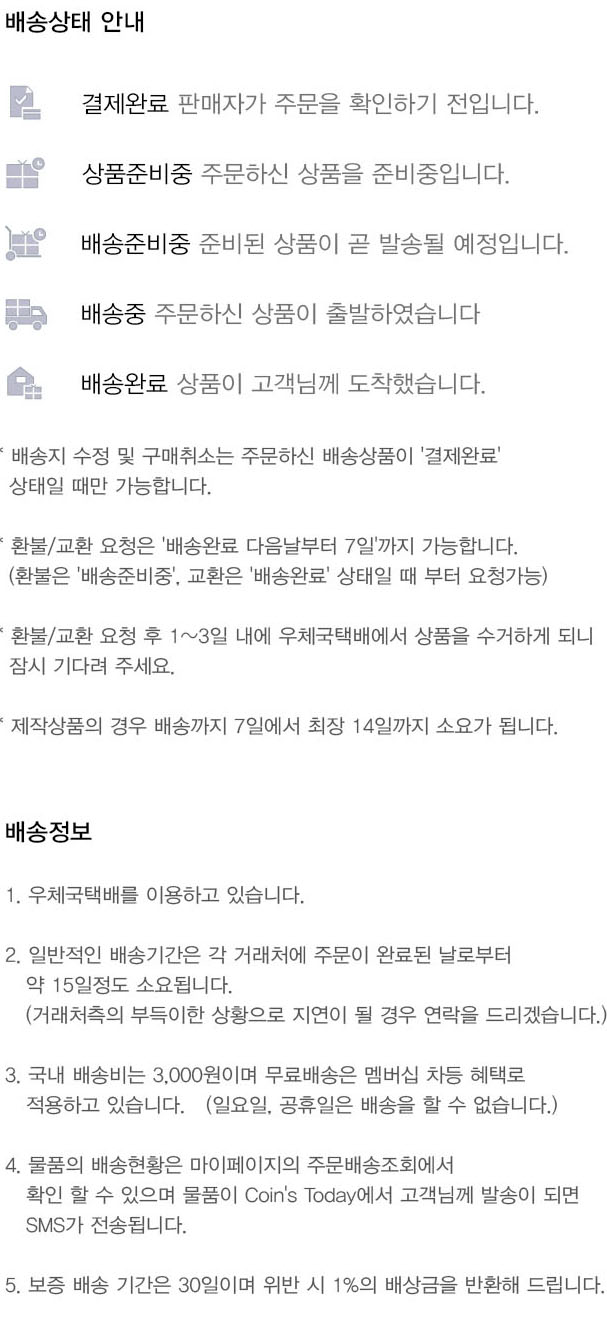 배송상태 안내
결제완료 판매자가 주문을 확인하기 전입니다.
상품준비중 주문하신 상품을 준비중입니다.
배송준비중 준비된 상품이 곧 발송될 예정입니다.
배송중 주문하신 상품이 출발하였습니다
배송완료 상품이 고객님께 도착했습니다.
* 배송지 수정 및 구매취소는 주문하신 배송상품이 '결제완료'
상태일 때만 가능합니다.
* 환불/교환 요청은 '배송완료 다음날부터 7일'까지 가능합니다.
(환불은 '배송준비중', 교환은 '배송완료' 상태일 때 부터 요청가능)
* 환불/교환 요청 후 1~3일 내에 우체국택배에서 상품을 수거하게 되니
잠시 기다려 주세요.
* 제작상품의 경우 배송까지 7일에서 최장 14일까지 소요가 됩니다.
배송정보
1. 우체국택배를 이용하고 있습니다.
2. 일반적인 배송기간은 각 거래처에 주문이 완료된 날로부터
약 15일정도 소요됩니다.
(거래처측의 부득이한 상황으로 지연이 될 경우 연락을 드리겠습니다.)
3. 국내 배송비는 3,000원이며 무료배송은 멤버십 차등 혜택로
적용하고 있습니다. (일요일, 공휴일은 배송을 할 수 없습니다.)
4. 물품의 배송현황은 마이페이지의 주문배송조회에서
확인 할 수 있으며 물품이 Coin's Today에서 고객님께 발송이 되면
SMS가 전송됩니다.
5. 보증 배송 기간은 30일이며 위반 시 1%의 배상금을 반환해 드립니다.